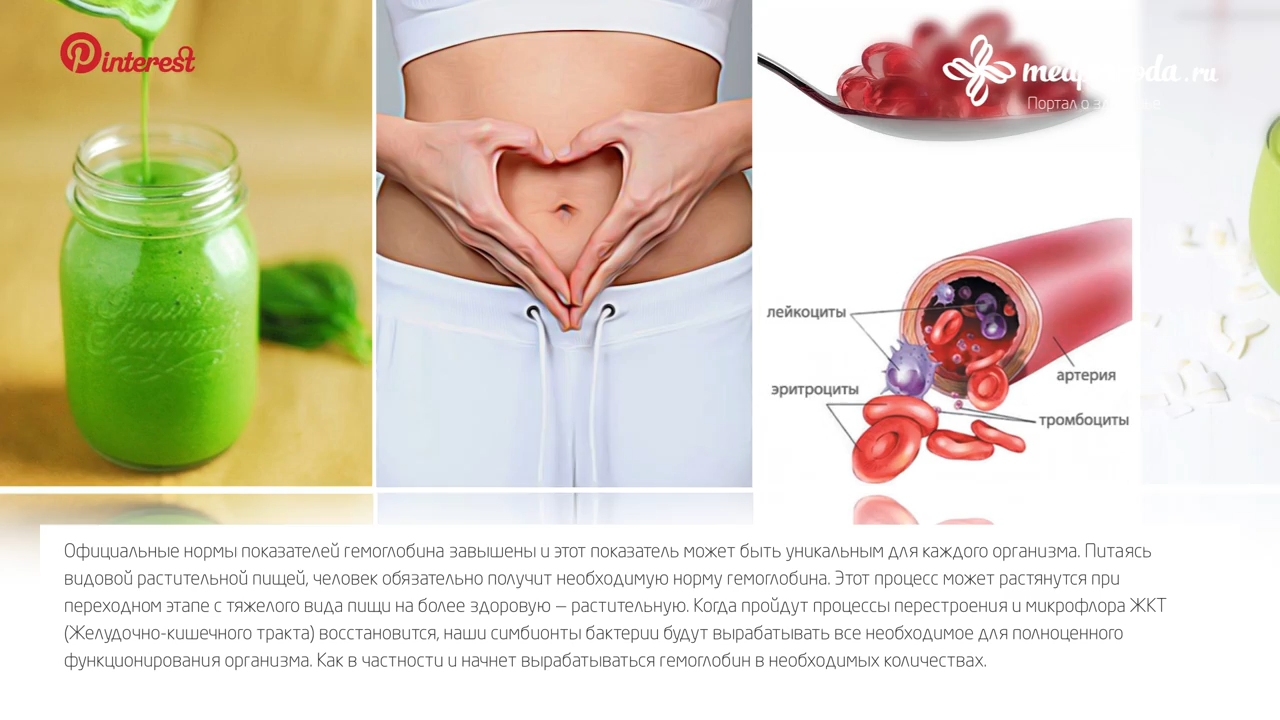 Pinterest
.ru
Портал о
лейкоциты
эритроциты
артерия
тромбоциты
Официальные нормы показателей гемоглобина завышены и этот показатель может быть уникальным для каждого организма. Питаясь
видовой растительной пищей, человек обязательно получит необходимую норму гемоглобина. Этот процесс может растянутся при
переходном этапе с тяжелого вида пищи на более здоровую – растительную. Когда пройдут процессы перестроения и микрофлора ЖКТ
(Желудочно-кишечного тракта) восстановится, наши симбионты бактерии будут вырабатывать все необходимое для полноценного
функционирования организма. Как в частности и начнет вырабатываться гемоглобин в необходимых количествах.